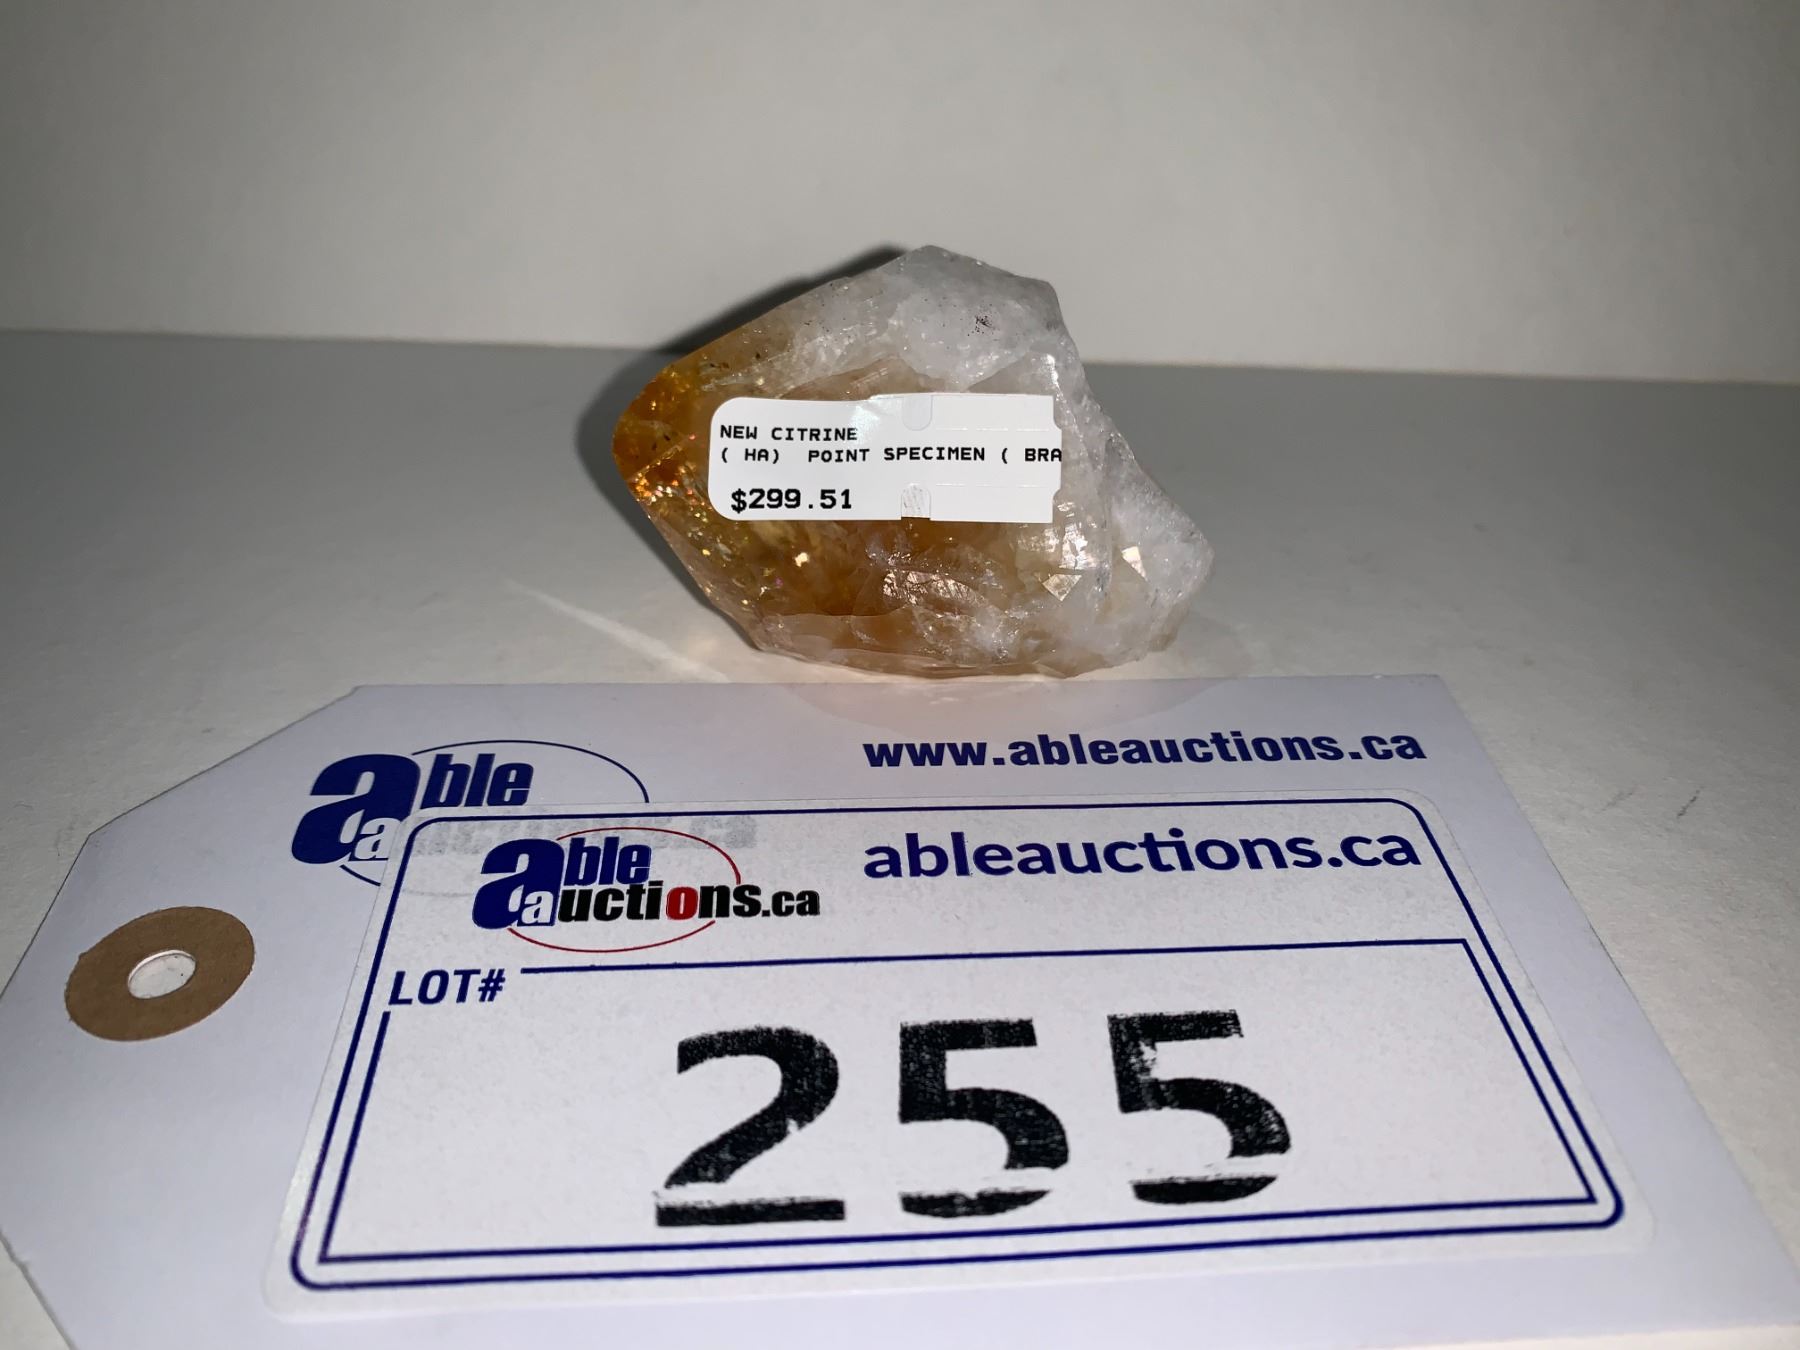 NEW CITRINE
( HA) POINT SPECIMEN ( BRA
$299.51
able
a
www.ableauctions.ca
able
auctions.ca
ableauctions.ca
LOT#
255